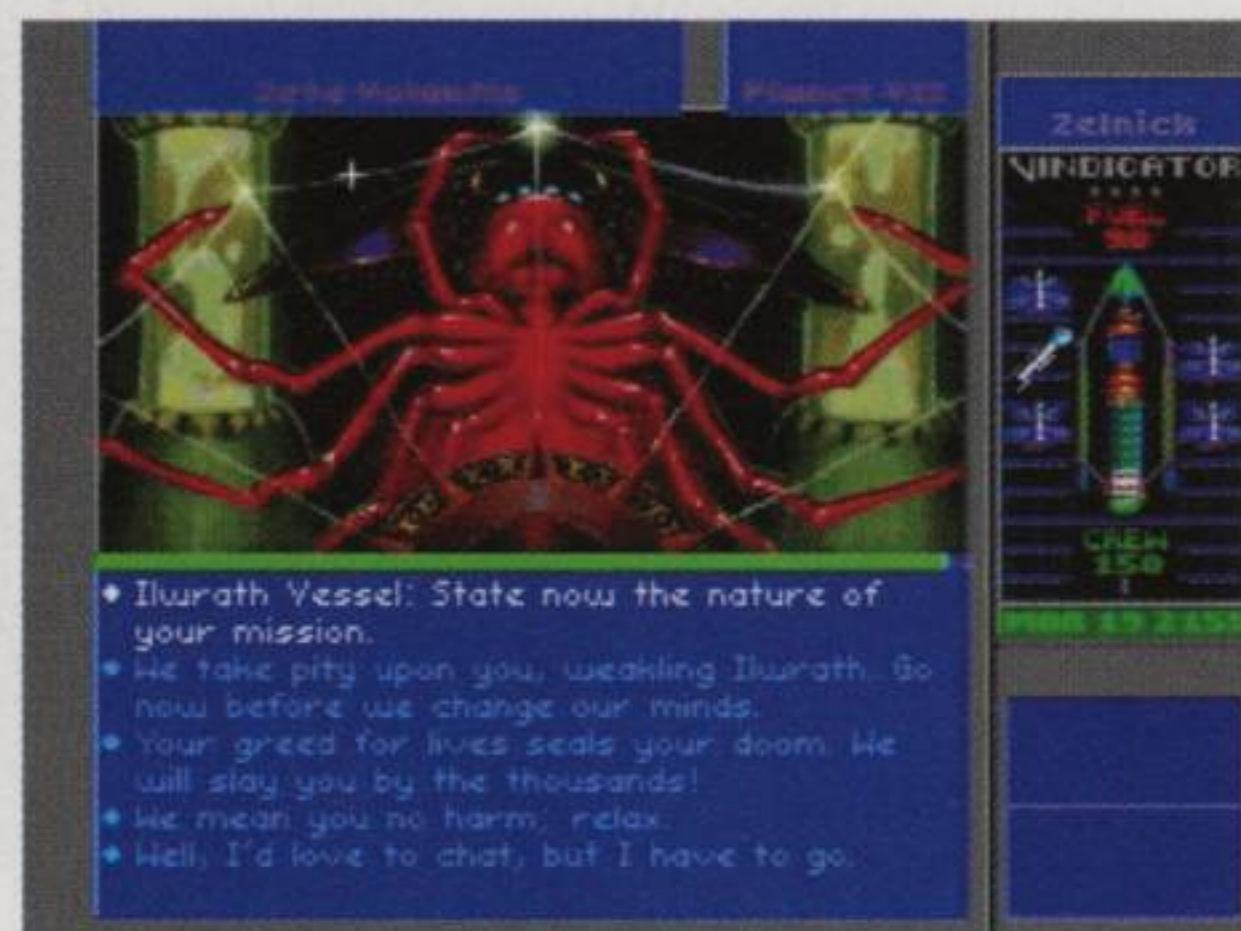 Zelnick
VINDICATOR
FUEL
◆ Ilwrath Vessel: State now the nature of
your mission.
◆ We take pity upon you, weakling Ilwrath. Go
now before we change our minds.
◆ Your greed for lives seals your doom. We
will slay you by the thousands!
◆ We mean you no harm, relax.
◆ Well, I'd love to chat, but I have to go.
CREW
150